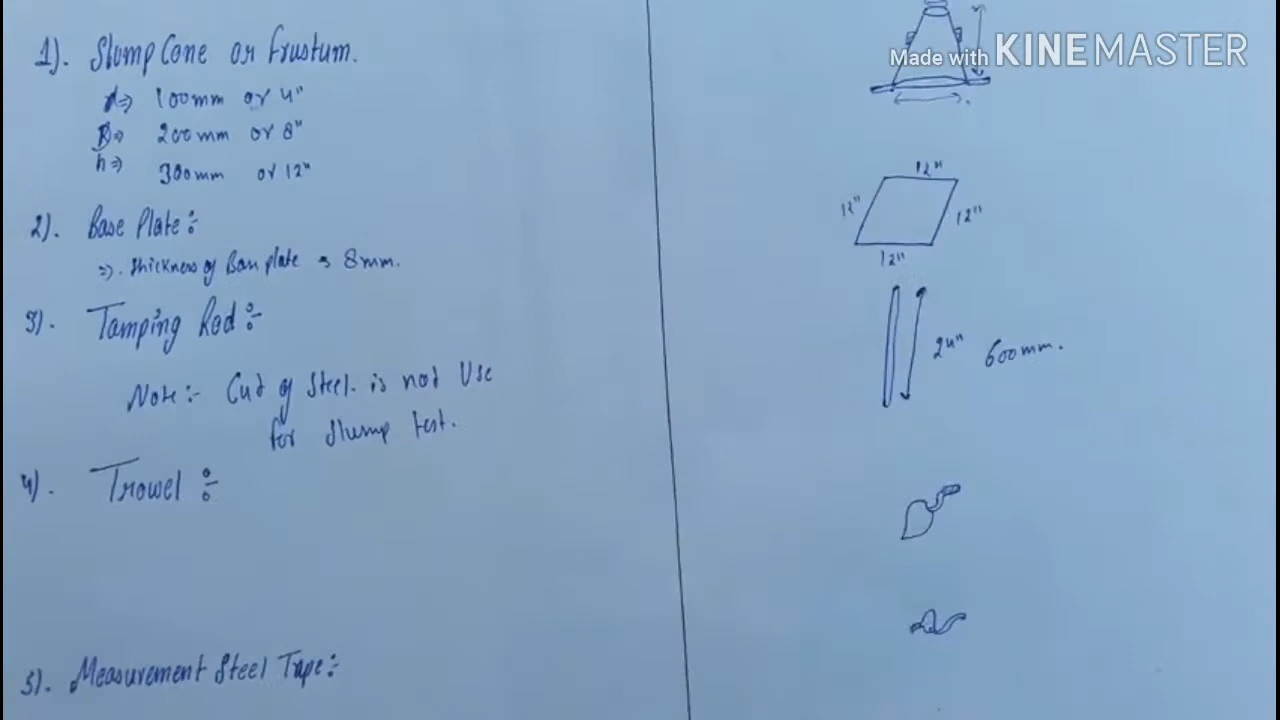 1). Slump Cone or frustum.
d => 100mm or 4"
D => 200mm or 8"
h => 300mm or 12"
2). Base Plate :-
=> . thickness of Base plate = 8mm.
3). Tamping Rod :-
Note :- Cut of Steel. is not Use
for slump test.
4). Trowel :-
5). Measurement Steel Tape :-
Made with KINEMASTER
12"
12"
12"
12"
24" 600mm.